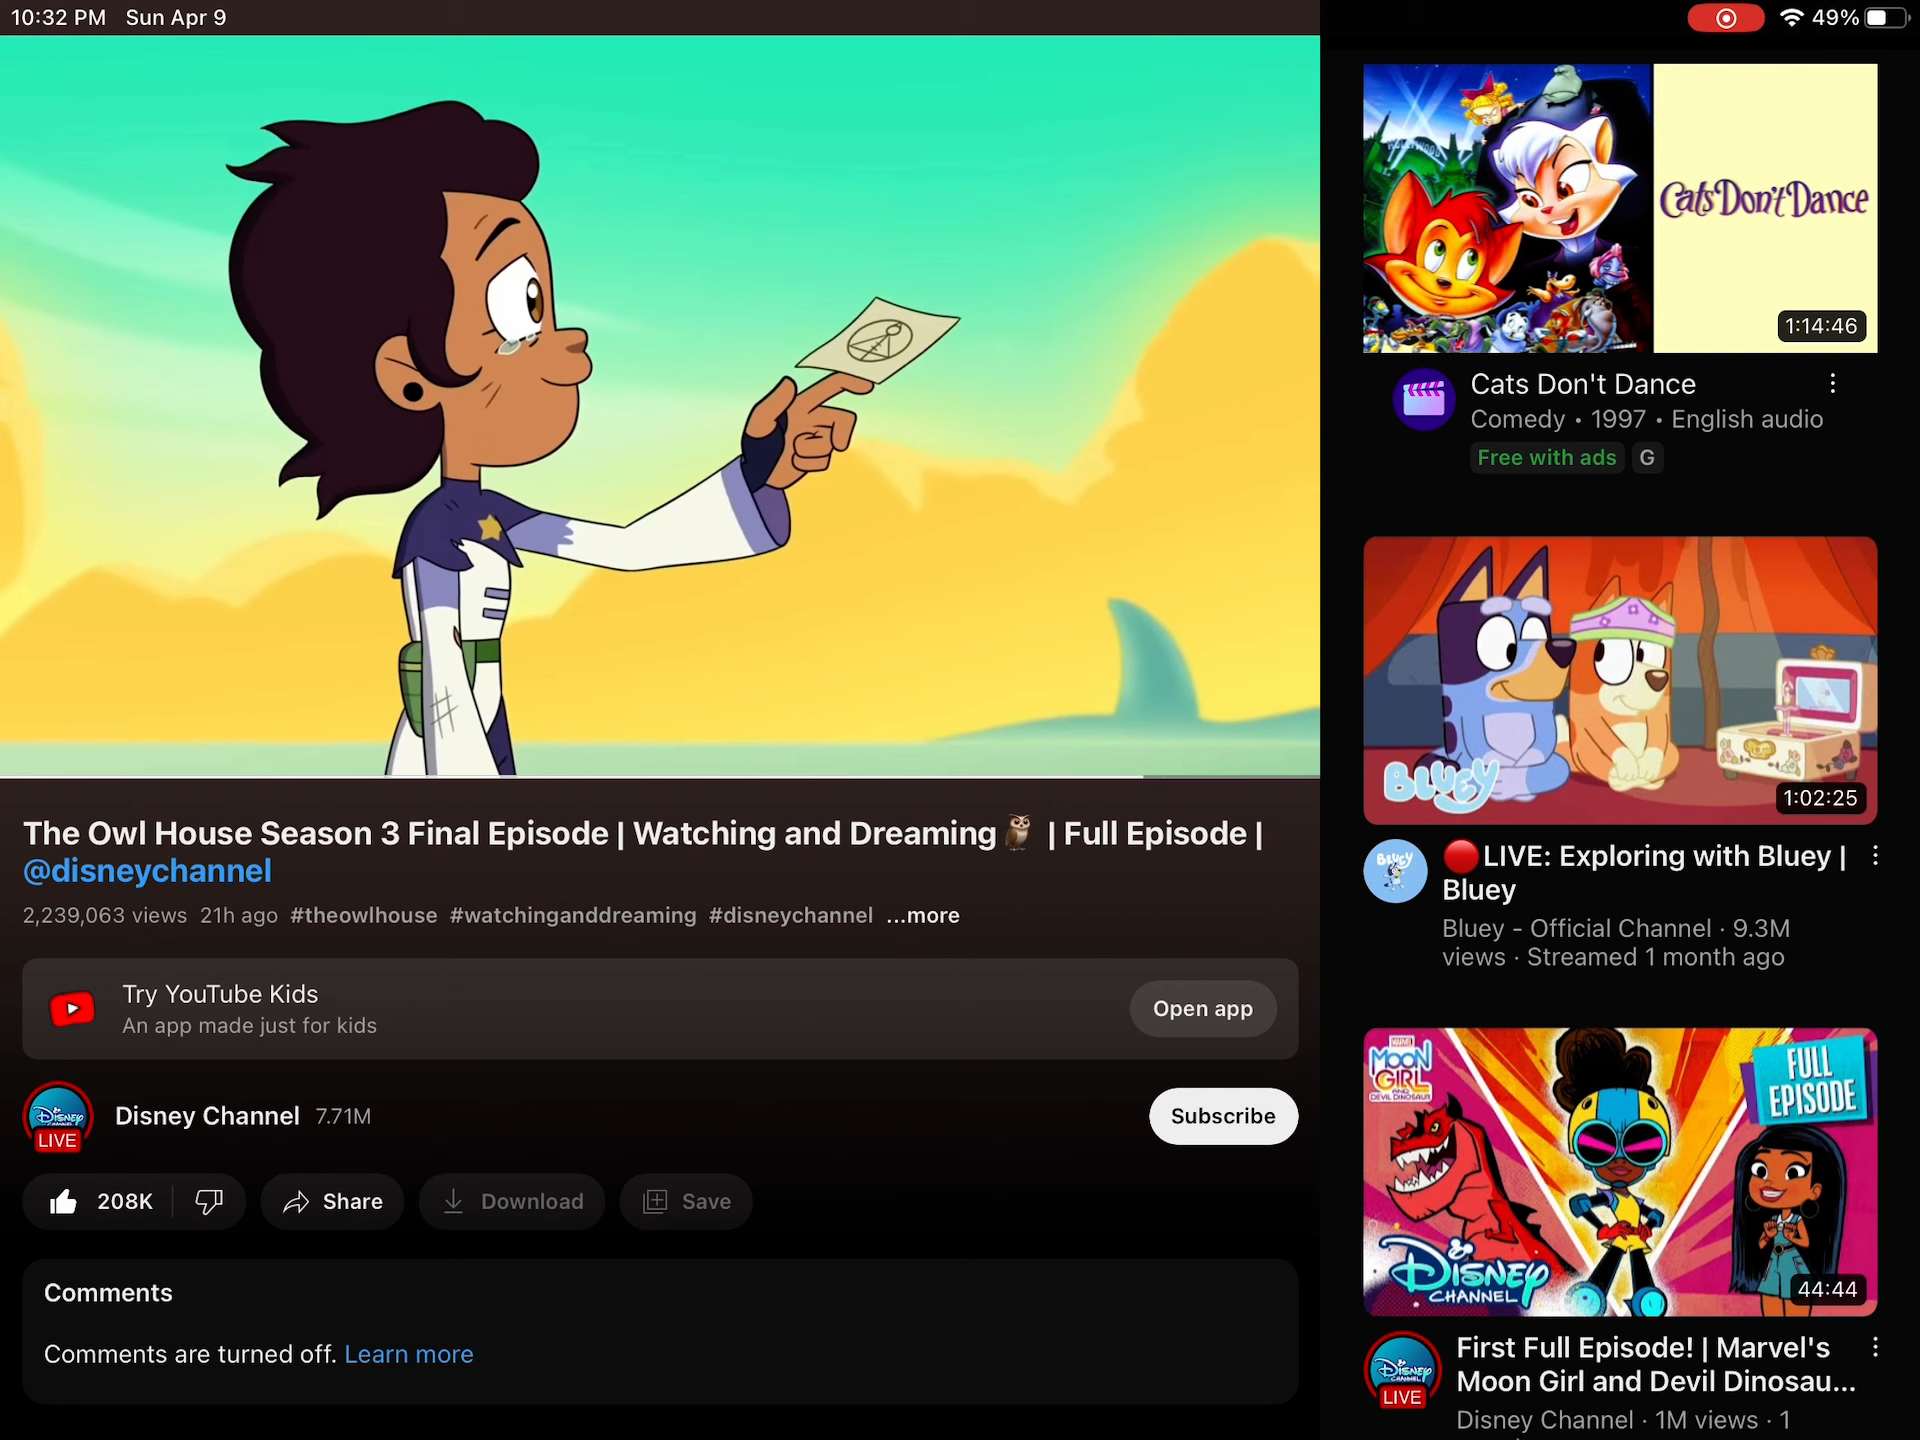 10:32 PM Sun Apr 9
49%
The Owl House Season 3 Final Episode | Watching and Dreaming🦉 | Full Episode |
@disneychannel
2,239,063 views 21h ago #theowlhouse #watchinganddreaming #disneychannel ...more
Try YouTube Kids
An app made just for kids
Open app
DISNEY
LIVE
Disney Channel 7.71M
Subscribe
208K
Share
Download
Save
Comments
Comments are turned off. Learn more
HOLLYWOOD
Cats Don't Dance
1:14:46
Cats Don't Dance
Comedy • 1997 • English audio
Free with ads
G
BLUEY
1:02:25
BLUEY
🔴LIVE: Exploring with Bluey |
Bluey
Bluey - Official Channel · 9.3M
views · Streamed 1 month ago
MARVEL
MOON
GIRL
AND
DEVIL DINOSAUR
FULL
EPISODE
DISNEY
CHANNEL
44:44
DISNEY
CHANNEL
LIVE
First Full Episode! | Marvel's
Moon Girl and Devil Dinosau...
Disney Channel · 1M views · 1